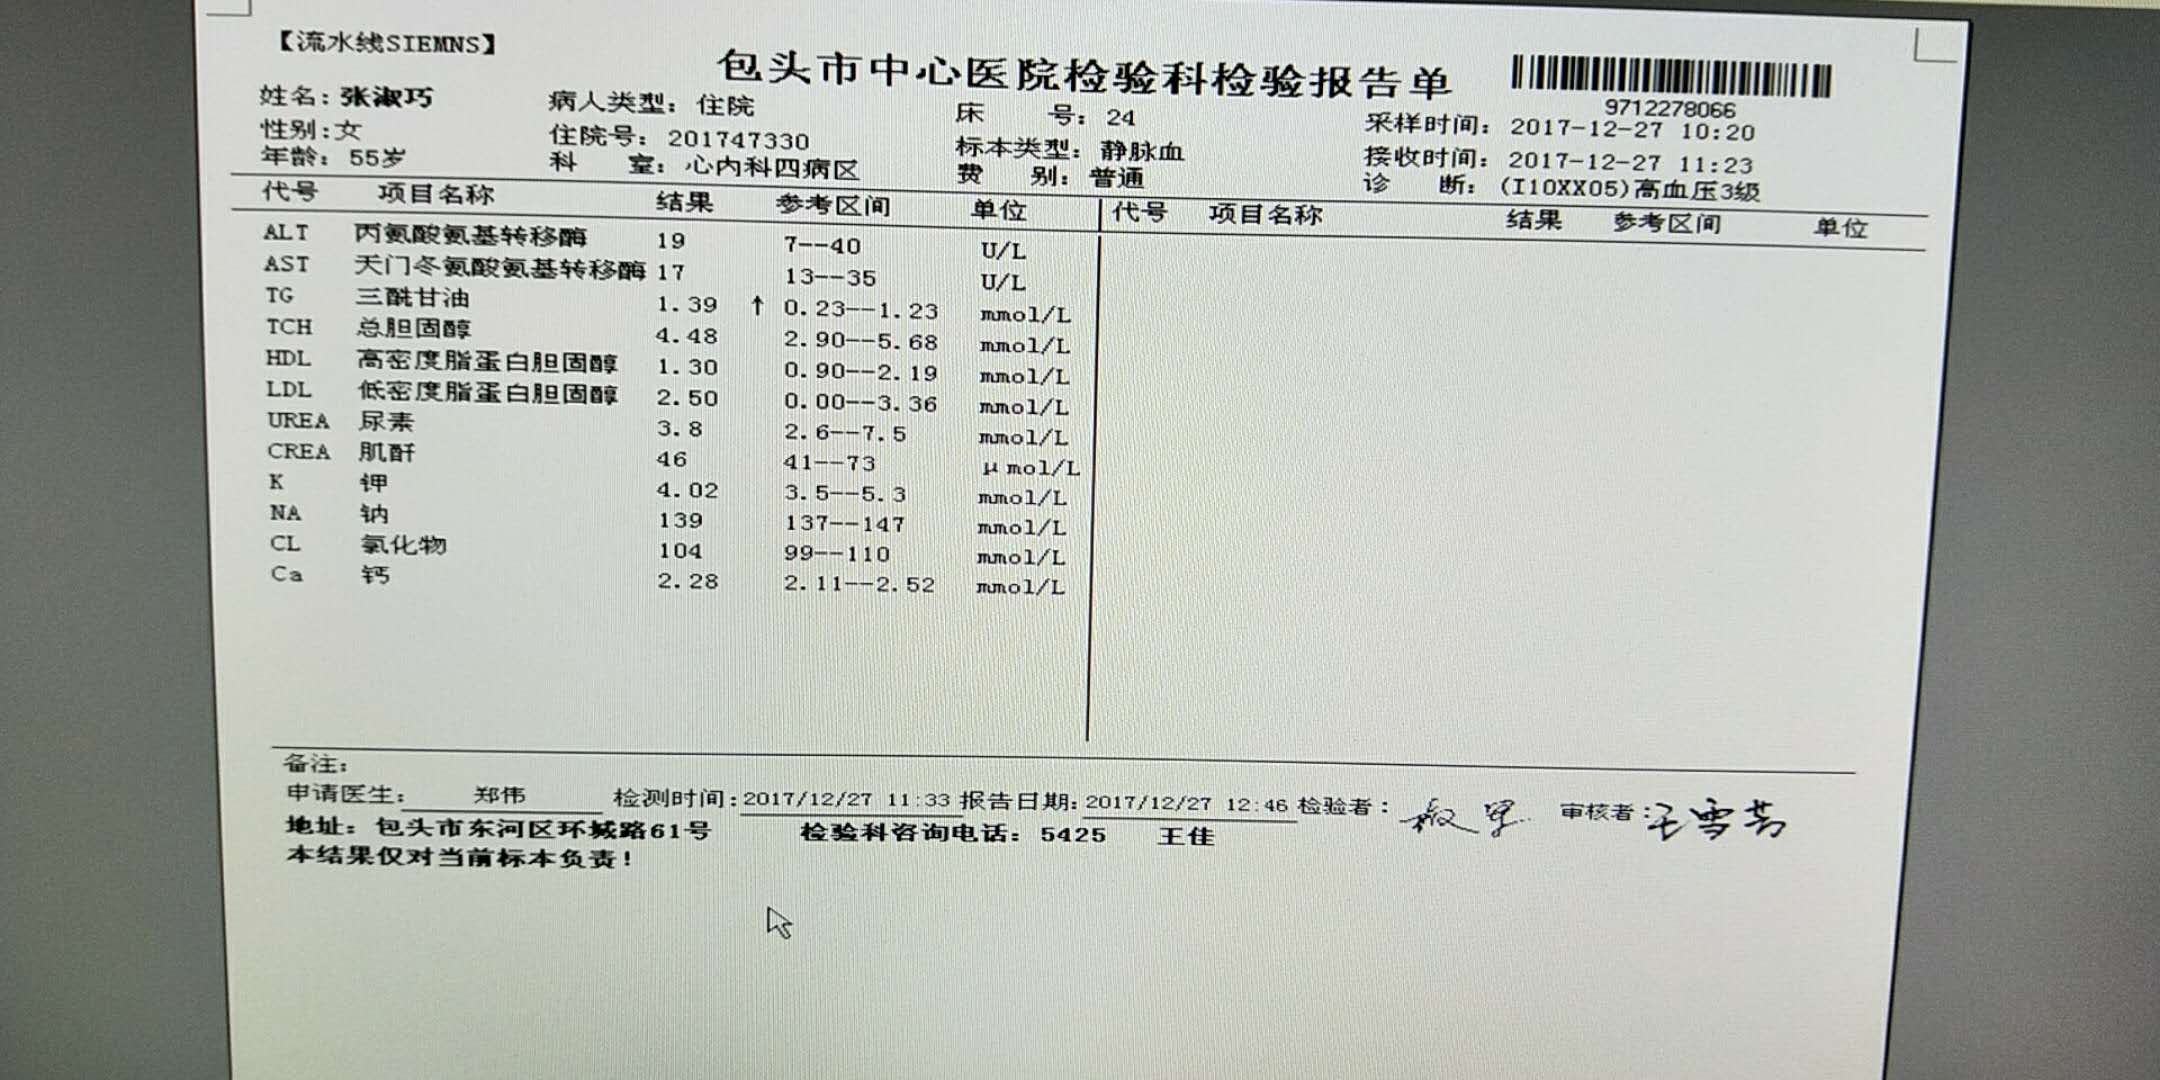 【流水线SIEMNS】
包头市中心医院检验科检验报告单
9712278066
姓名：张淑巧 病人类型：住院 床 号：24 采样时间：2017-12-27 10:20
性别:女 住院号：201747330 标本类型：静脉血 接收时间：2017-12-27 11:23
年龄：55岁 科 室：心内科四病区 费 别：普通 诊 断：(I10XX05)高血压3级
代号 项目名称 结果 参考区间 单位 代号 项目名称 结果 参考区间 单位
ALT 丙氨酸氨基转移酶 19 7--40 U/L
AST 天门冬氨酸氨基转移酶 17 13--35 U/L
TG 三酰甘油 1.39 ↑ 0.23--1.23 mmol/L
TCH 总胆固醇 4.48 2.90--5.68 mmol/L
HDL 高密度脂蛋白胆固醇 1.30 0.90--2.19 mmol/L
LDL 低密度脂蛋白胆固醇 2.50 0.00--3.36 mmol/L
UREA 尿素 3.8 2.6--7.5 mmol/L
CREA 肌酐 46 41--73 μmol/L
K 钾 4.02 3.5--5.3 mmol/L
NA 钠 139 137--147 mmol/L
CL 氯化物 104 99--110 mmol/L
Ca 钙 2.28 2.11--2.52 mmol/L
备注：
申请医生： 郑伟 检测时间:2017/12/27 11:33 报告日期:2017/12/27 12:46 检验者： 审核者:王雪芳
地址：包头市东河区环城路61号 检验科咨询电话：5425 王佳
本结果仅对当前标本负责！